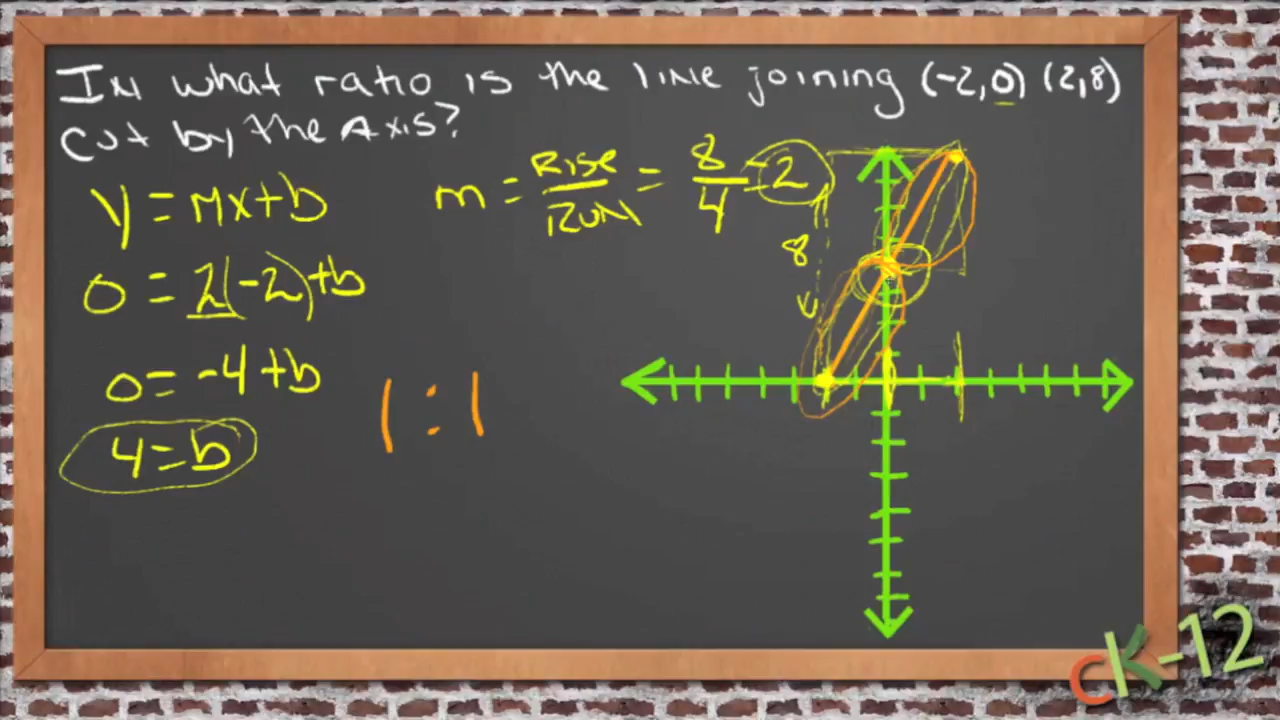 IN what ratio is the line joining (-2,0) (2,8)
cut by the Axis?
y = mx+b
m = Rise/RUN = 8/4 = 2
0 = 2(-2)+b
8
0 = -4 +b
1 : 1
4 = b
CK-12